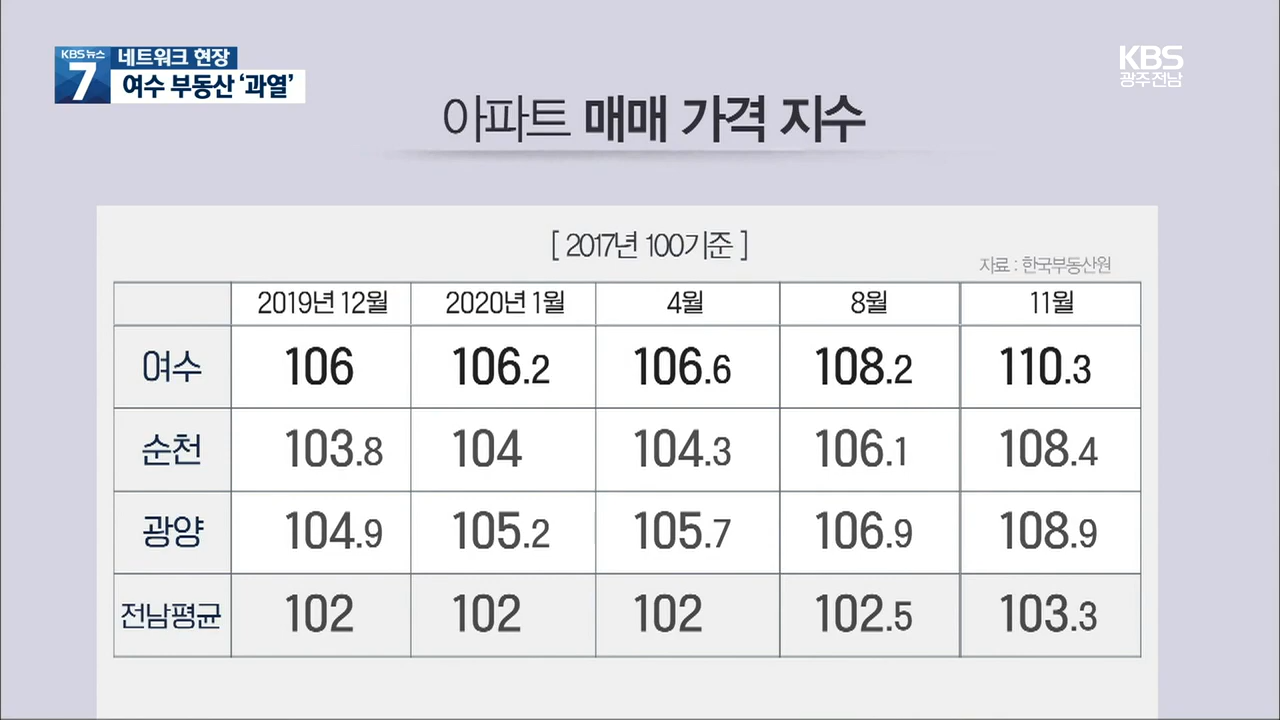 KBS 뉴스 7 네트워크 현장
여수 부동산 ‘과열’
KBS
광주전남
아파트 매매 가격 지수
[ 2017년 100기준 ]
자료 : 한국부동산원
2019년 12월 2020년 1월 4월 8월 11월
여수 106 106.2 106.6 108.2 110.3
순천 103.8 104 104.3 106.1 108.4
광양 104.9 105.2 105.7 106.9 108.9
전남평균 102 102 102 102.5 103.3